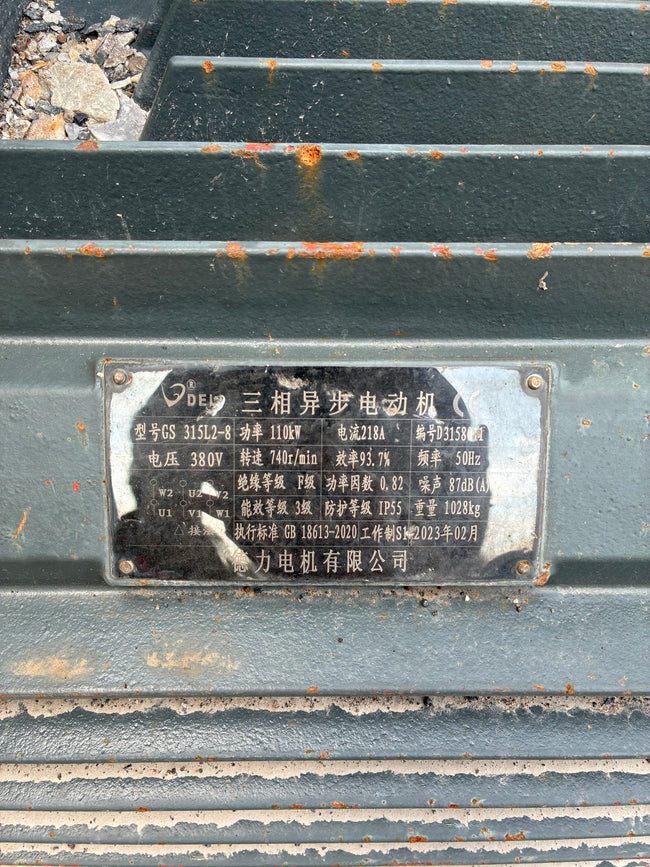 ® DELI 三相异步电动机 CE
型号GS 315L2-8 功率 110kW 电流218A 编号D31580
电压 380V 转速 740r/min 效率93.7% 频率 50Hz
绝缘等级 F级 功率因数 0.82 噪声 87dB(A)
W2 U2 V2
能效等级 3级 防护等级 IP55 重量 1028kg
U1 V1 W1
△ 接法 执行标准 GB 18613-2020 工作制S1 2023年02月
德力电机有限公司